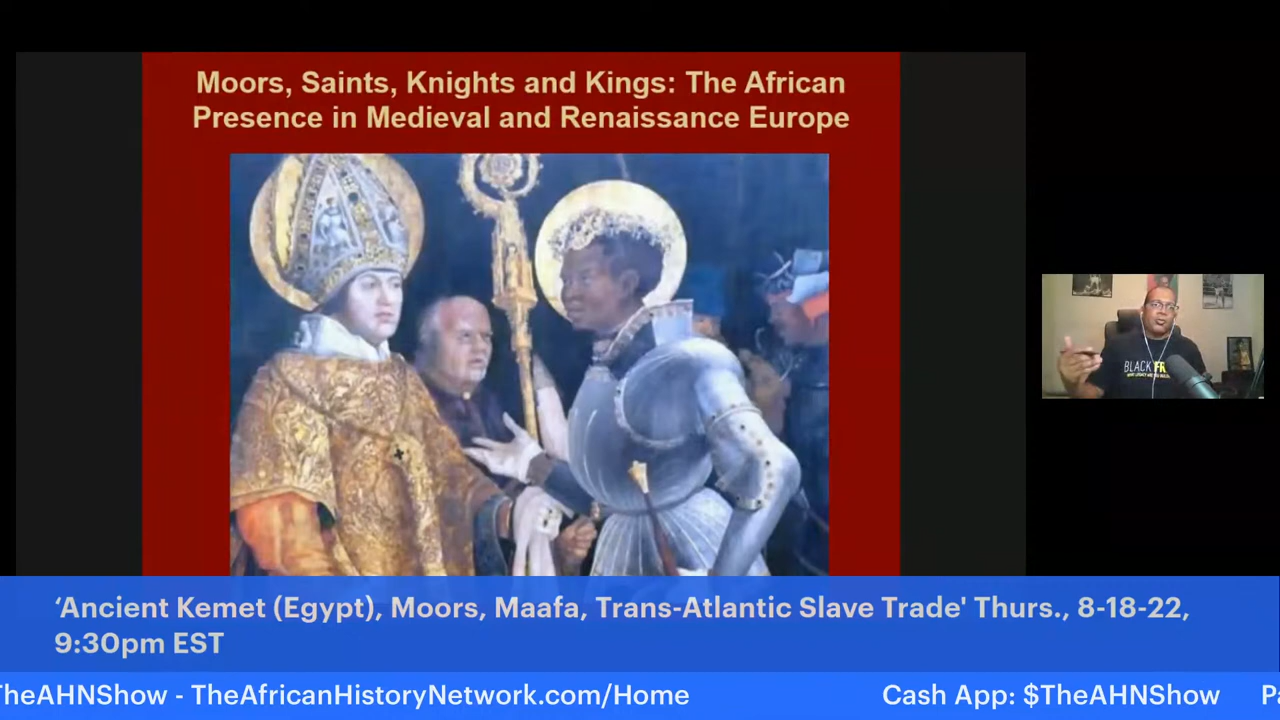 Moors, Saints, Knights and Kings: The African
Presence in Medieval and Renaissance Europe
BLACK
‘Ancient Kemet (Egypt), Moors, Maafa, Trans-Atlantic Slave Trade' Thurs., 8-18-22,
9:30pm EST
TheAHNShow - TheAfricanHistoryNetwork.com/Home Cash App: $TheAHNShow